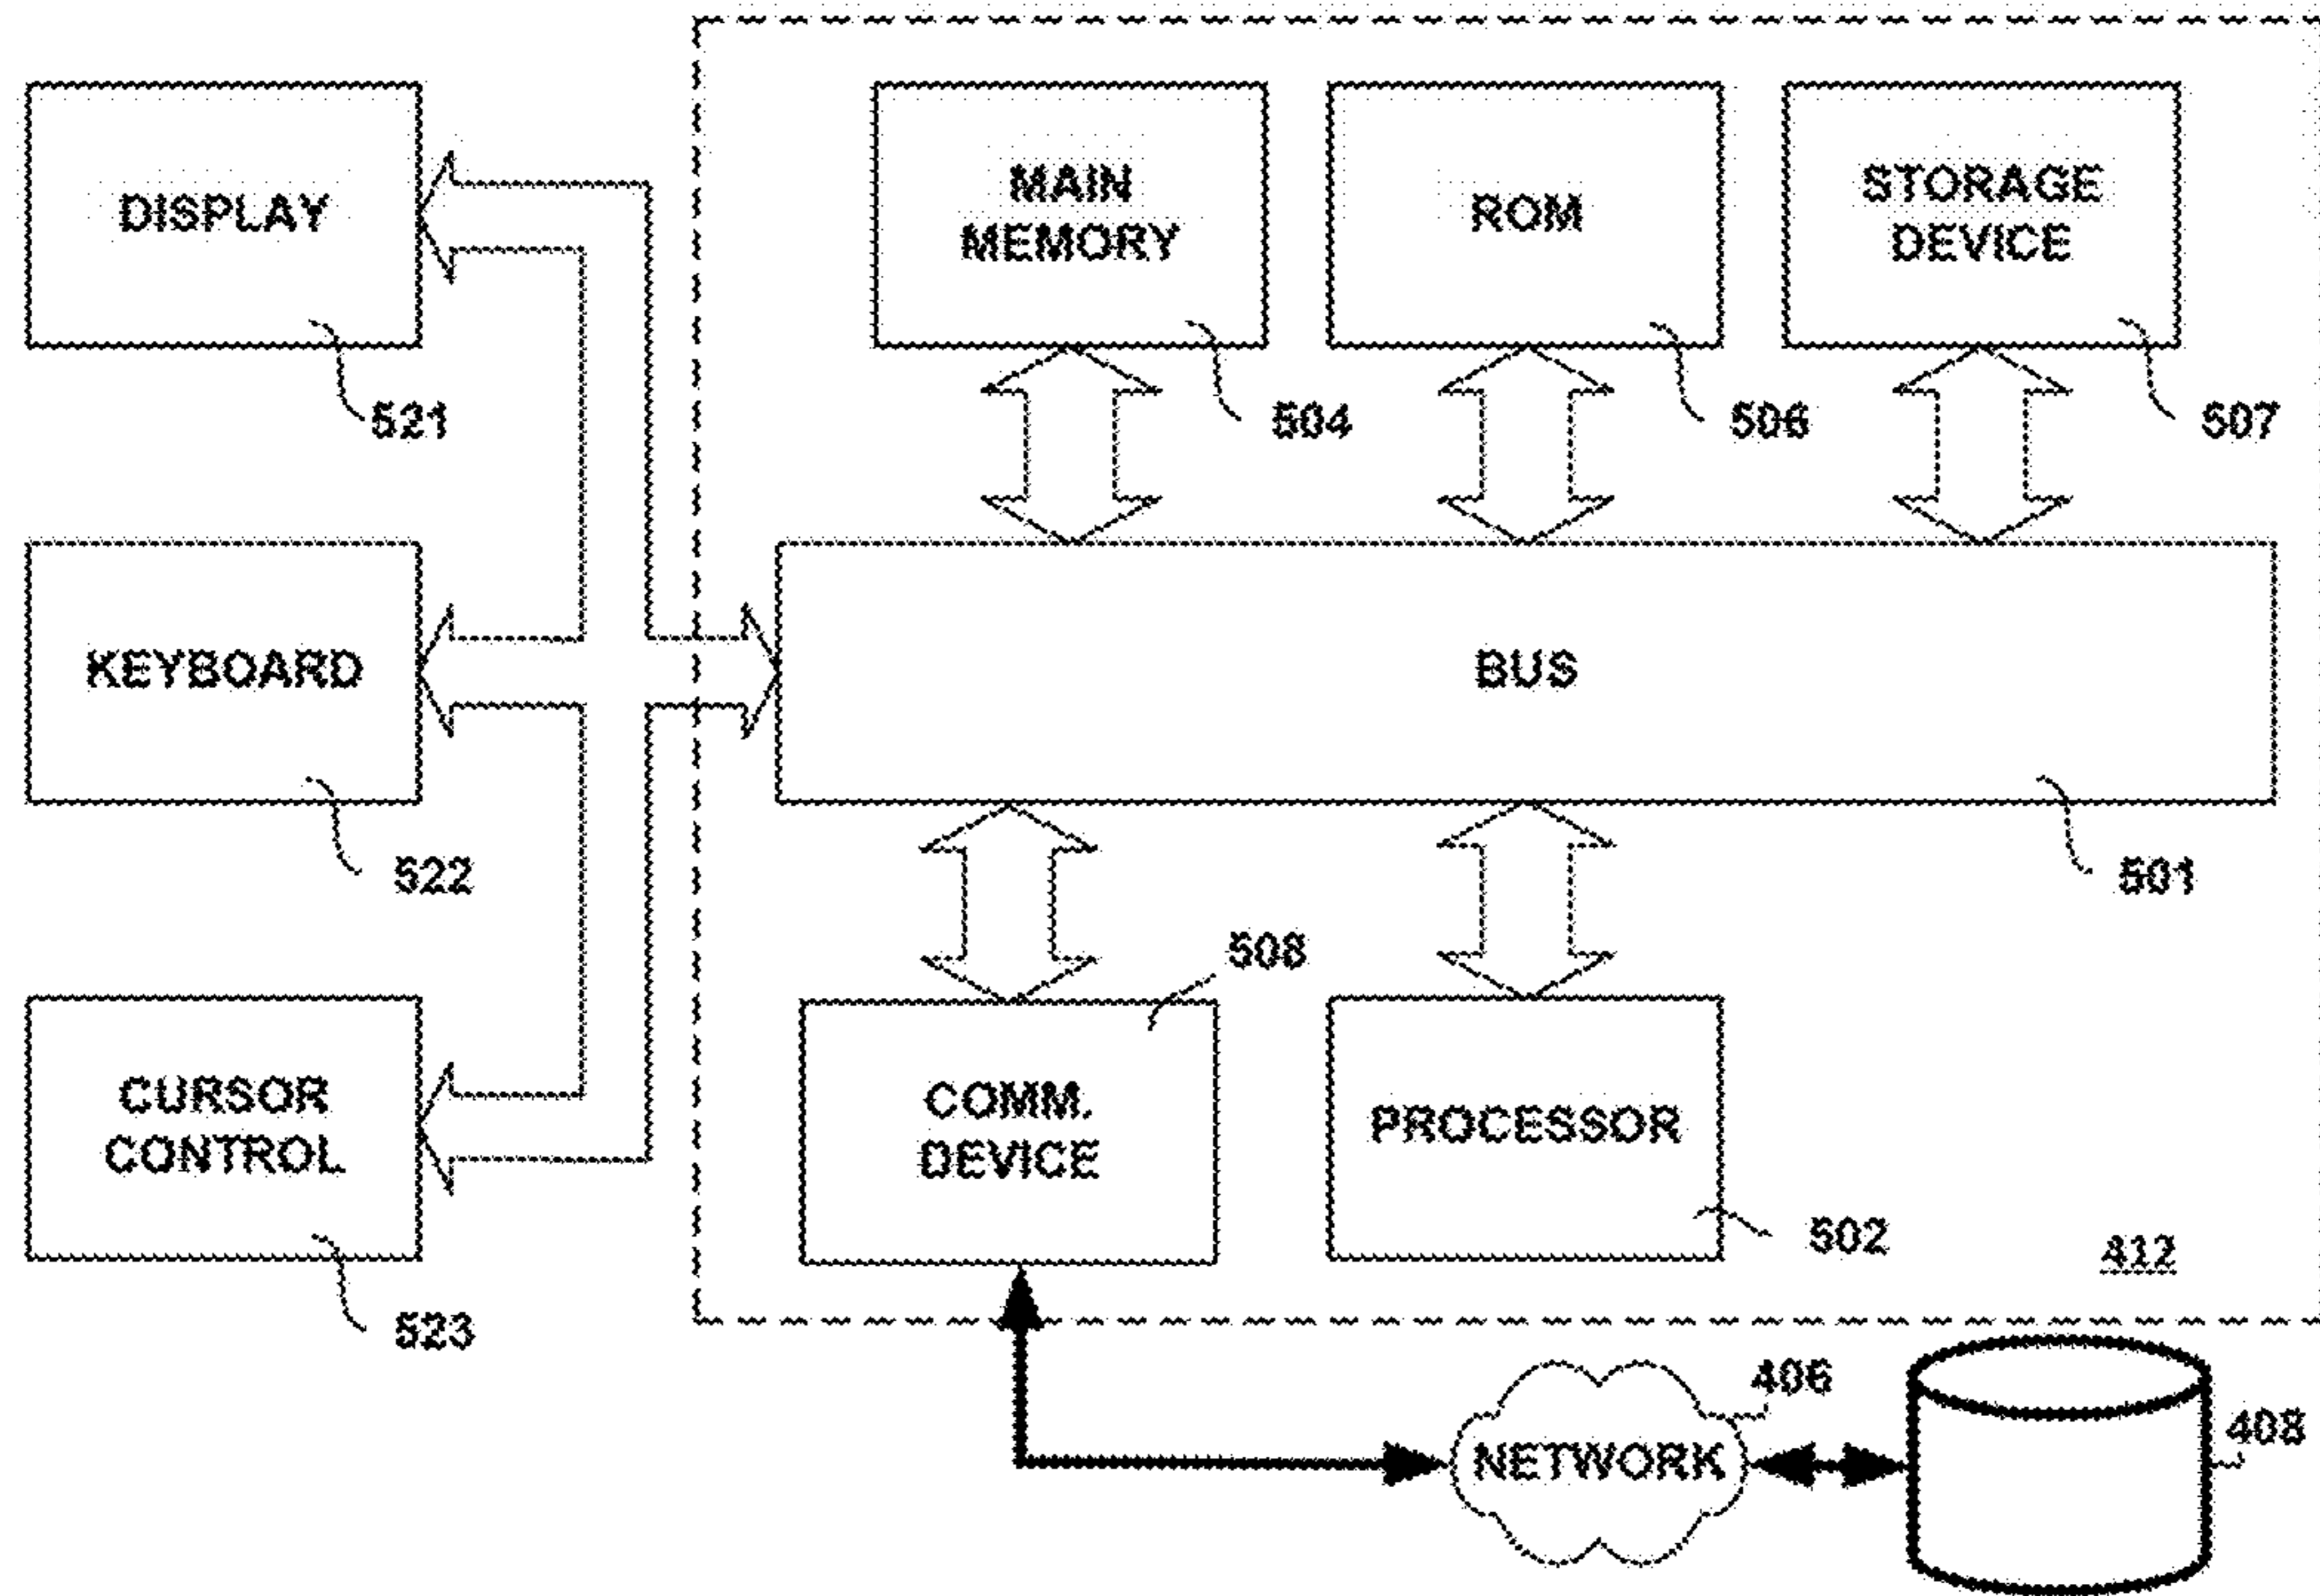 DISPLAY
521
MAIN
MEMORY
504
ROM
506
STORAGE
DEVICE
507
KEYBOARD
522
BUS
501
CURSOR
CONTROL
523
COMM.
DEVICE
508
PROCESSOR
502
412
NETWORK
406
408